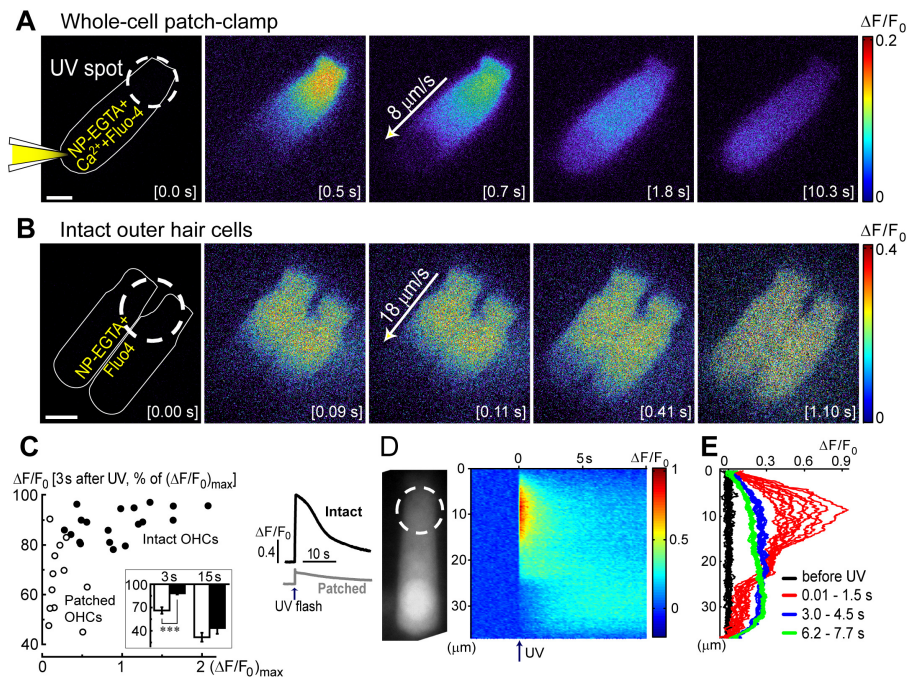 A Whole-cell patch-clamp
ΔF/F0
UV spot
NP-EGTA+
Ca2++Fluo-4
8 µm/s
0.2
0
[0.0 s] [0.5 s] [0.7 s] [1.8 s] [10.3 s]
B Intact outer hair cells
ΔF/F0
NP-EGTA+
Fluo4
18 µm/s
0.4
0
[0.00 s] [0.09 s] [0.11 s] [0.41 s] [1.10 s]
C
ΔF/F0 [3s after UV, % of (ΔF/F0)max]
100
80
60
40
Intact OHCs
Patched
OHCs
3s 15s
100
70
40
***
0 1 2 (ΔF/F0)max
ΔF/F0
0.4
Intact
10 s
Patched
UV flash
D
0 5s
ΔF/F0
0
10
20
30
(µm)
UV
1
0.5
0
E
ΔF/F0
0 0.3 0.6 0.9
0
10
20
30
(µm)
before UV
0.01 - 1.5 s
3.0 - 4.5 s
6.2 - 7.7 s